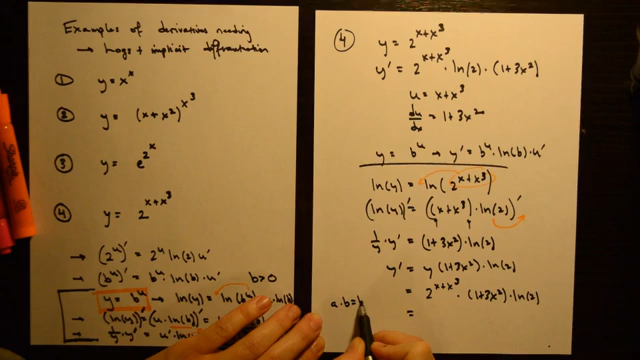 Examples of derivatives needing
→ Logs + implicit differentiation
① y = x^x
② y = (x+x²)^x³
③ y = e^2^x
④ y = 2^x+x³
→ (2^u)' = 2^u ln(2) u'
→ (b^u)' = b^u · ln(b) · u' b>0
y = b^u → ln(y) = ln(b^u) · ln(b)
→ (ln(y))' = (u · ln(b))' =
→ 1/y · y' = u' · ln
④ y = 2^x+x³
y' = 2^x+x³ · ln(2) · (1+3x²)
u = x+x³
du/dx = 1+3x²
y = b^u → y' = b^u · ln(b) · u'
ln(y) = ln(2^x+x³)
(ln(y))' = ((x+x³) · ln(2))'
1/y · y' = (1+3x²) · ln(2)
y' = y (1+3x²) · ln(2)
= 2^x+x³ · (1+3x²) · ln(2)
a·b=
=
Sharpie